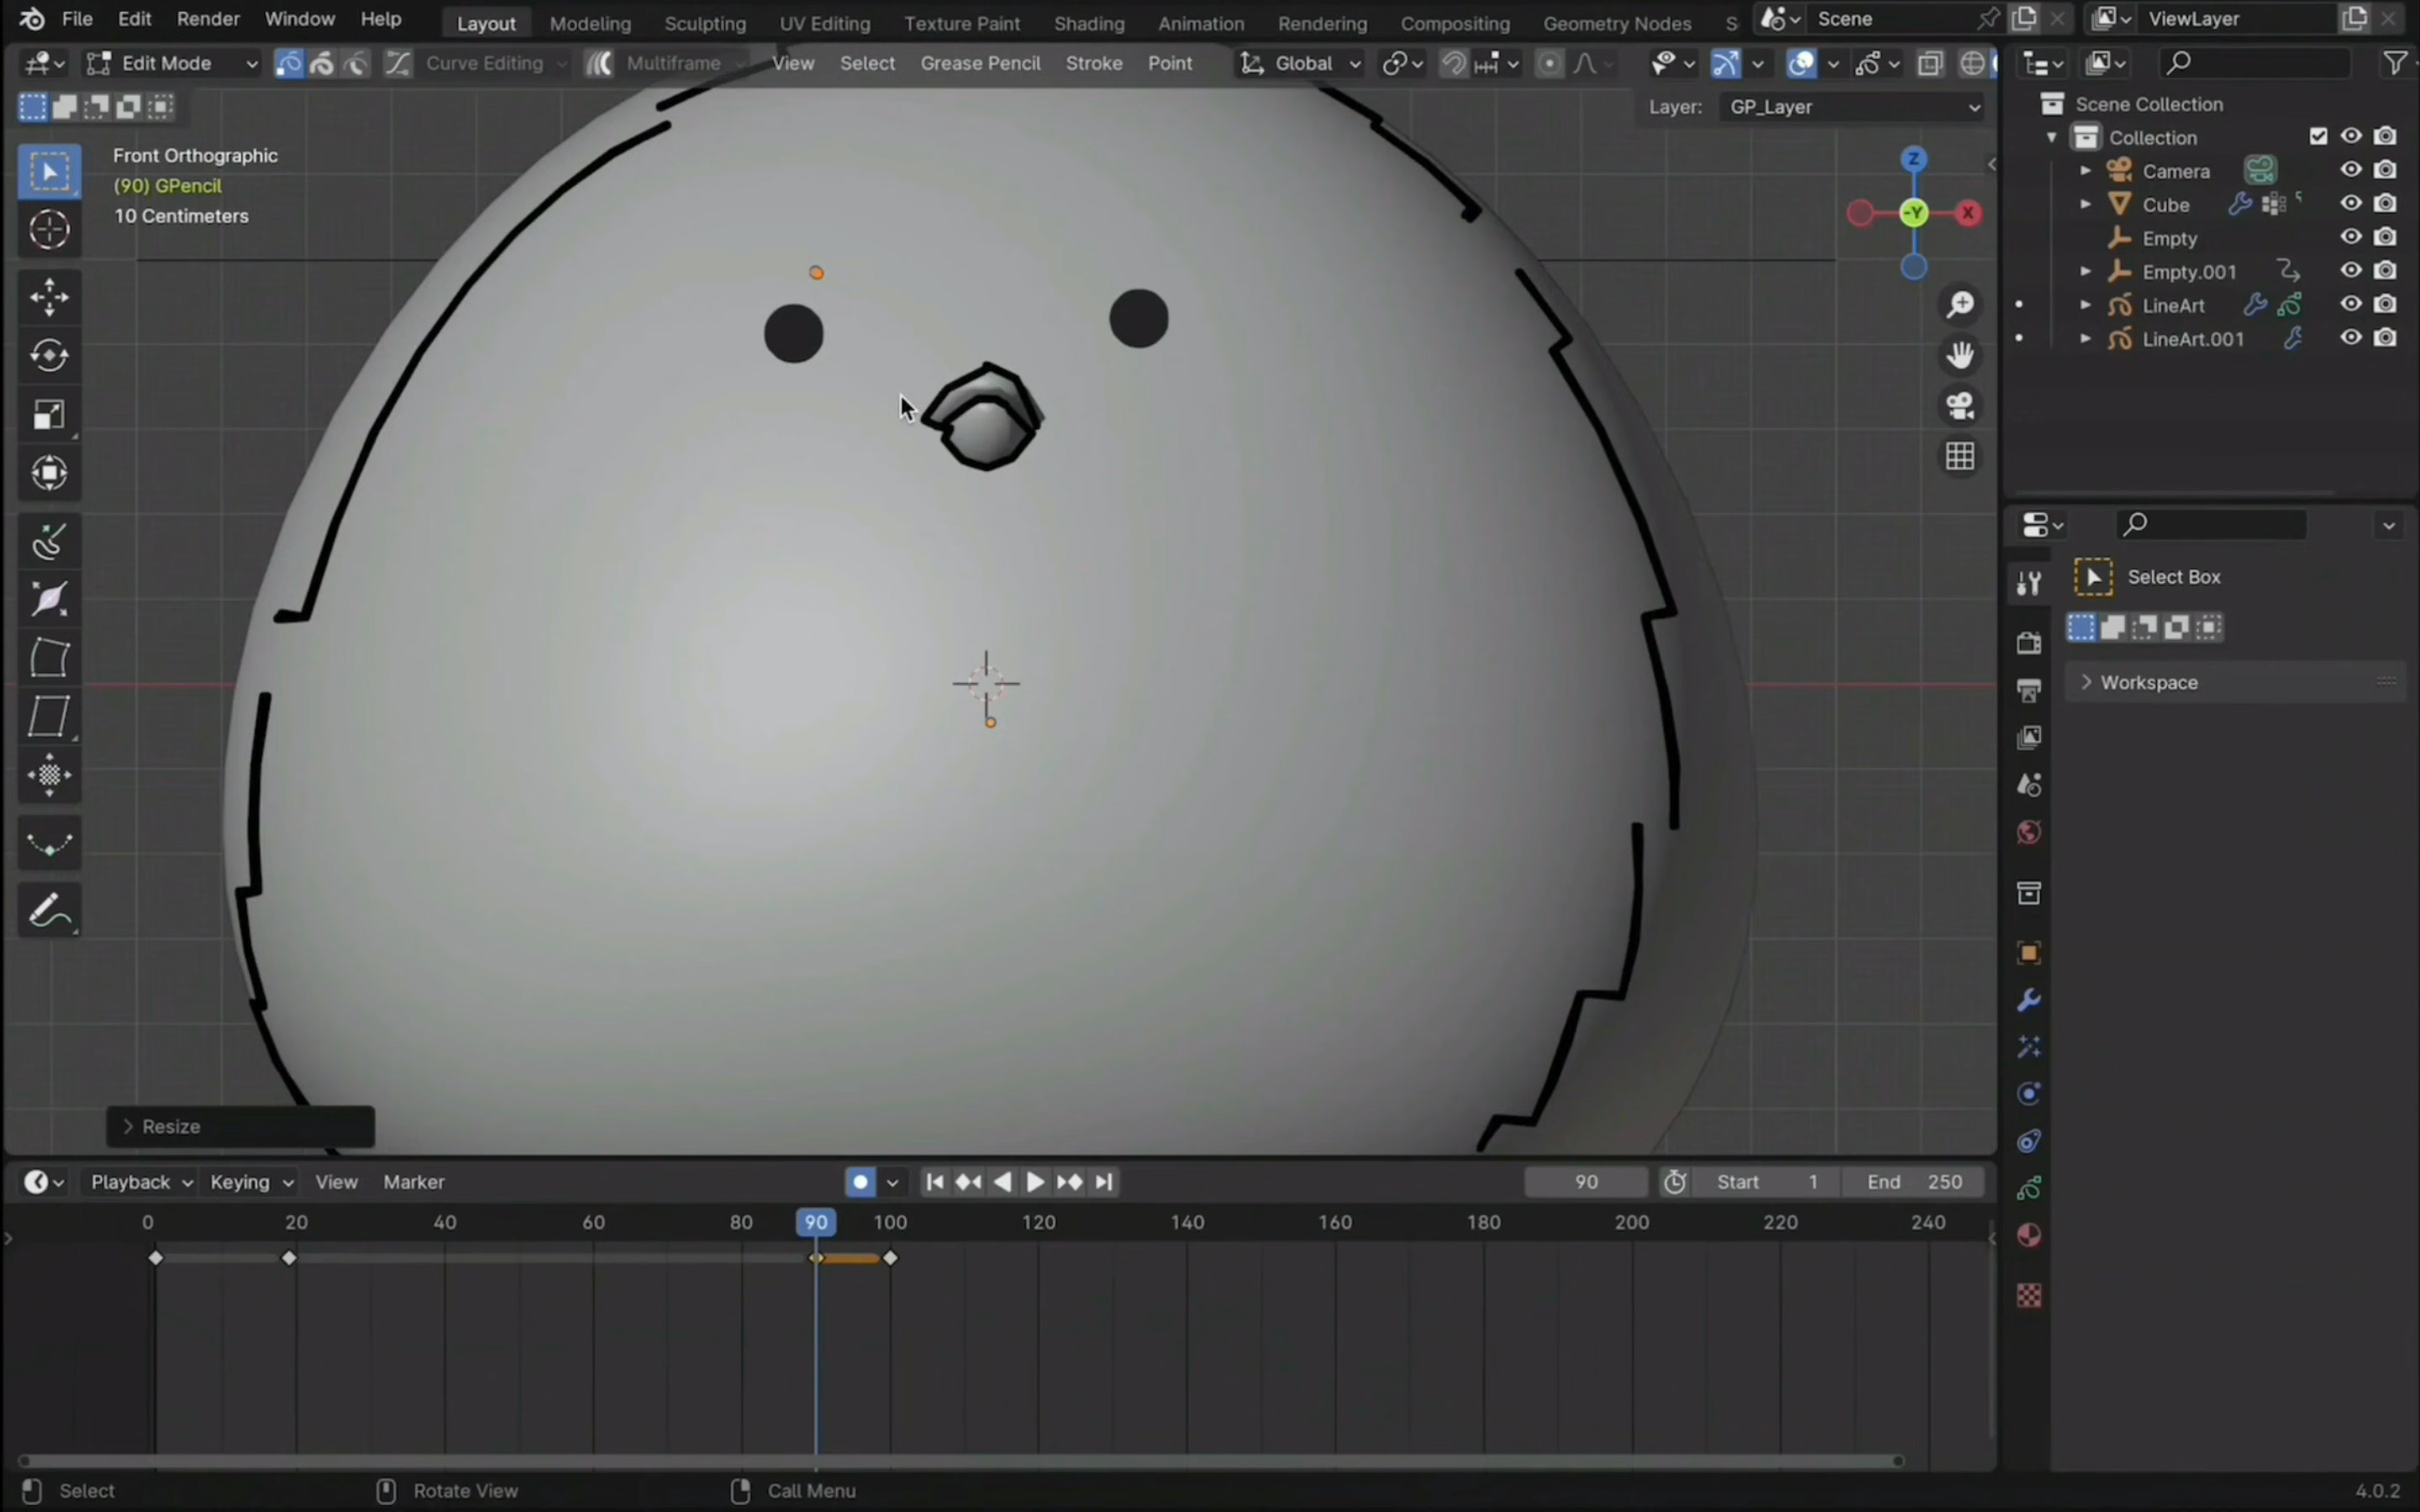 File Edit Render Window Help Layout Modeling Sculpting UV Editing Texture Paint Shading Animation Rendering Compositing Geometry Nodes S Scene ViewLayer
Edit Mode Curve Editing Multiframe View Select Grease Pencil Stroke Point Global
Layer: GP_Layer
Front Orthographic
(90) GPencil
10 Centimeters
Z
-Y
X
Scene Collection
Collection
Camera
Cube
Empty
Empty.001
LineArt
LineArt.001
Select Box
Workspace
Resize
Playback Keying View Marker 90 Start 1 End 250
0 20 40 60 80 90 100 120 140 160 180 200 220 240
Select Rotate View Call Menu 4.0.2